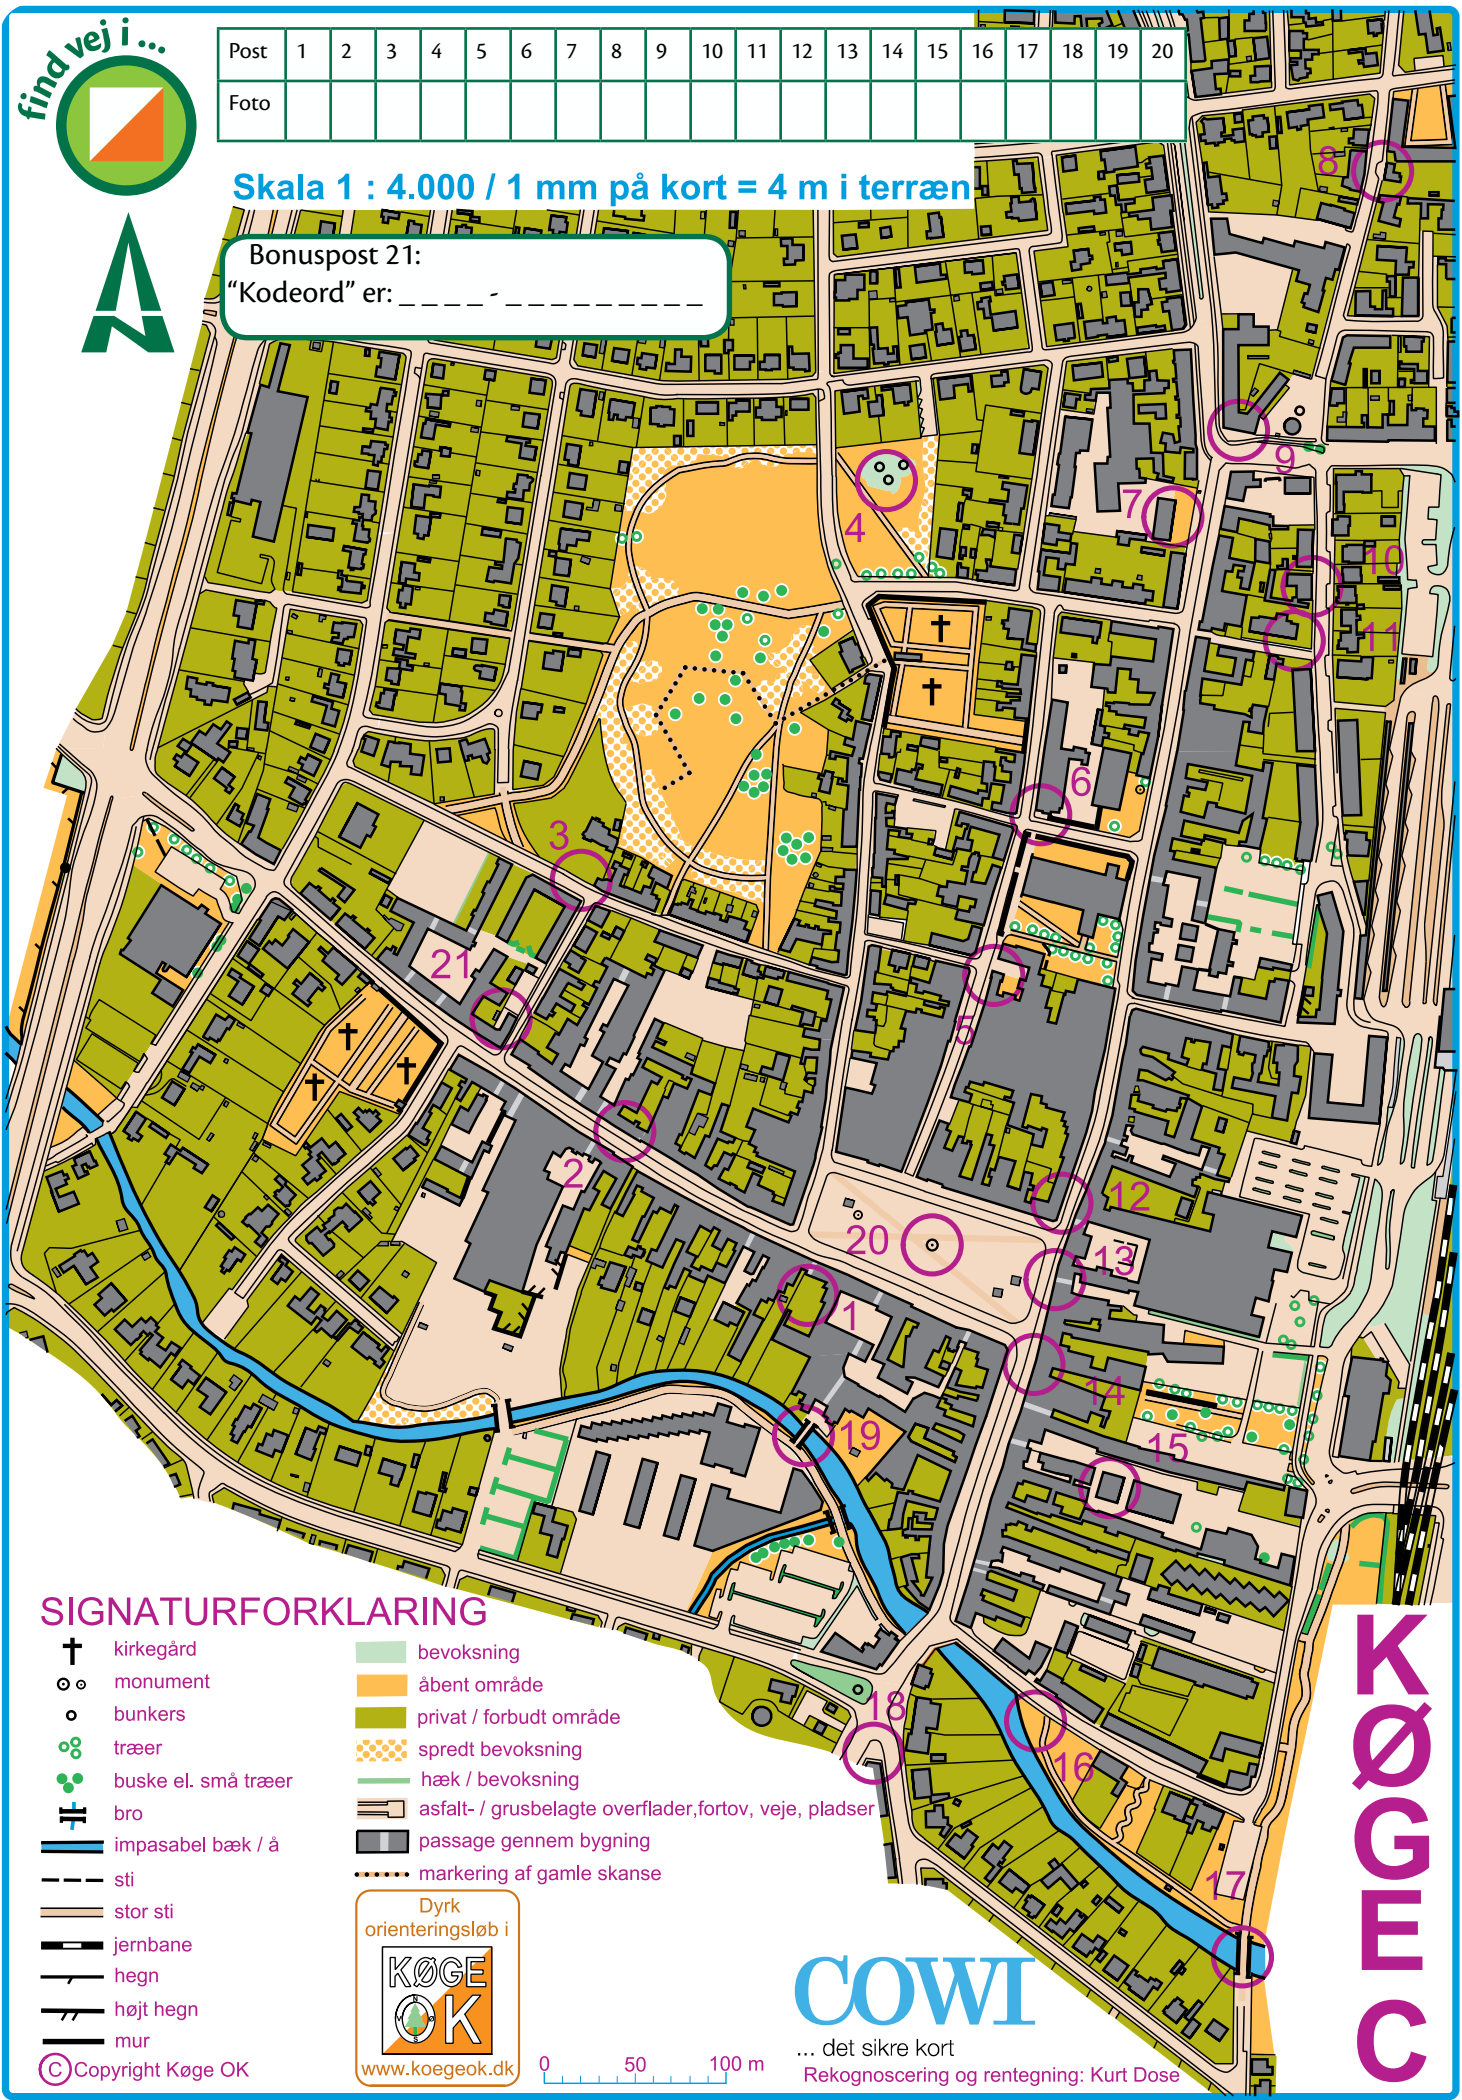 find vej i ...
Post 1 2 3 4 5 6 7 8 9 10 11 12 13 14 15 16 17 18 19 20
Foto
Skala 1 : 4.000 / 1 mm på kort = 4 m i terræn
Bonuspost 21:
“Kodeord” er: _ _ _ _ - _ _ _ _ _ _ _ _ _
8
9
4
7
10
11
6
3
21
5
2
12
20
13
1
14
19
15
18
16
17
SIGNATURFORKLARING
kirkegård
monument
bunkers
træer
buske el. små træer
bro
impasabel bæk / å
sti
stor sti
jernbane
hegn
højt hegn
mur
C Copyright Køge OK
bevoksning
åbent område
privat / forbudt område
spredt bevoksning
hæk / bevoksning
asfalt- / grusbelagte overflader,fortov, veje, pladser
passage gennem bygning
markering af gamle skanse
Dyrk
orienteringsløb i
KØGE
OK
N
V Ø
S
www.koegeok.dk
0 50 100 m
COWI
... det sikre kort
Rekognoscering og rentegning: Kurt Dose
KØGE C